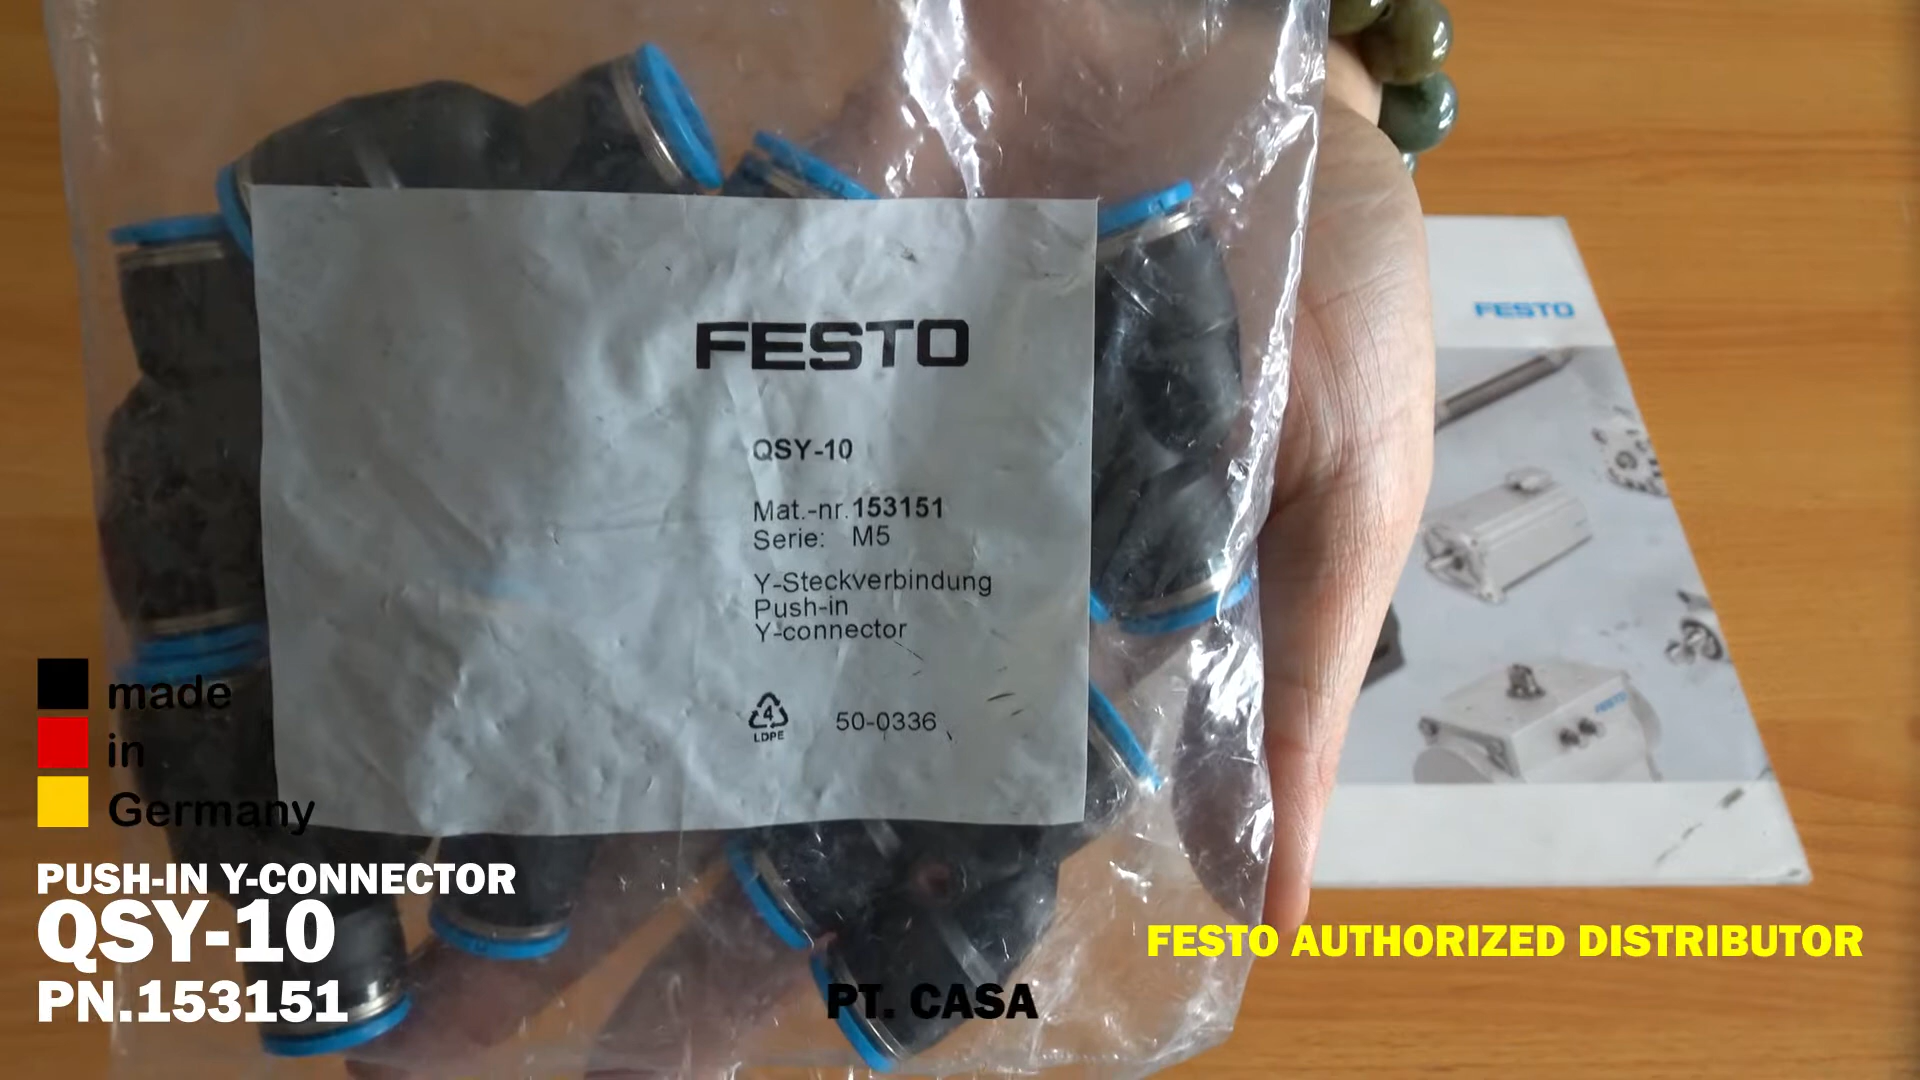 FESTO
QSY-10
Mat.-nr.153151
Serie: M5
Y-Steckverbindung
Push-in
Y-connector
4
LDPE
50-0336
FESTO
FESTO
made
in
Germany
PUSH-IN Y-CONNECTOR
QSY-10
PN.153151
PT. CASA
FESTO AUTHORIZED DISTRIBUTOR